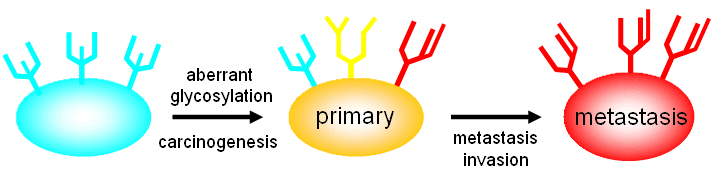 aberrant
glycosylation
carcinogenesis
primary
metastasis
invasion
metastasis